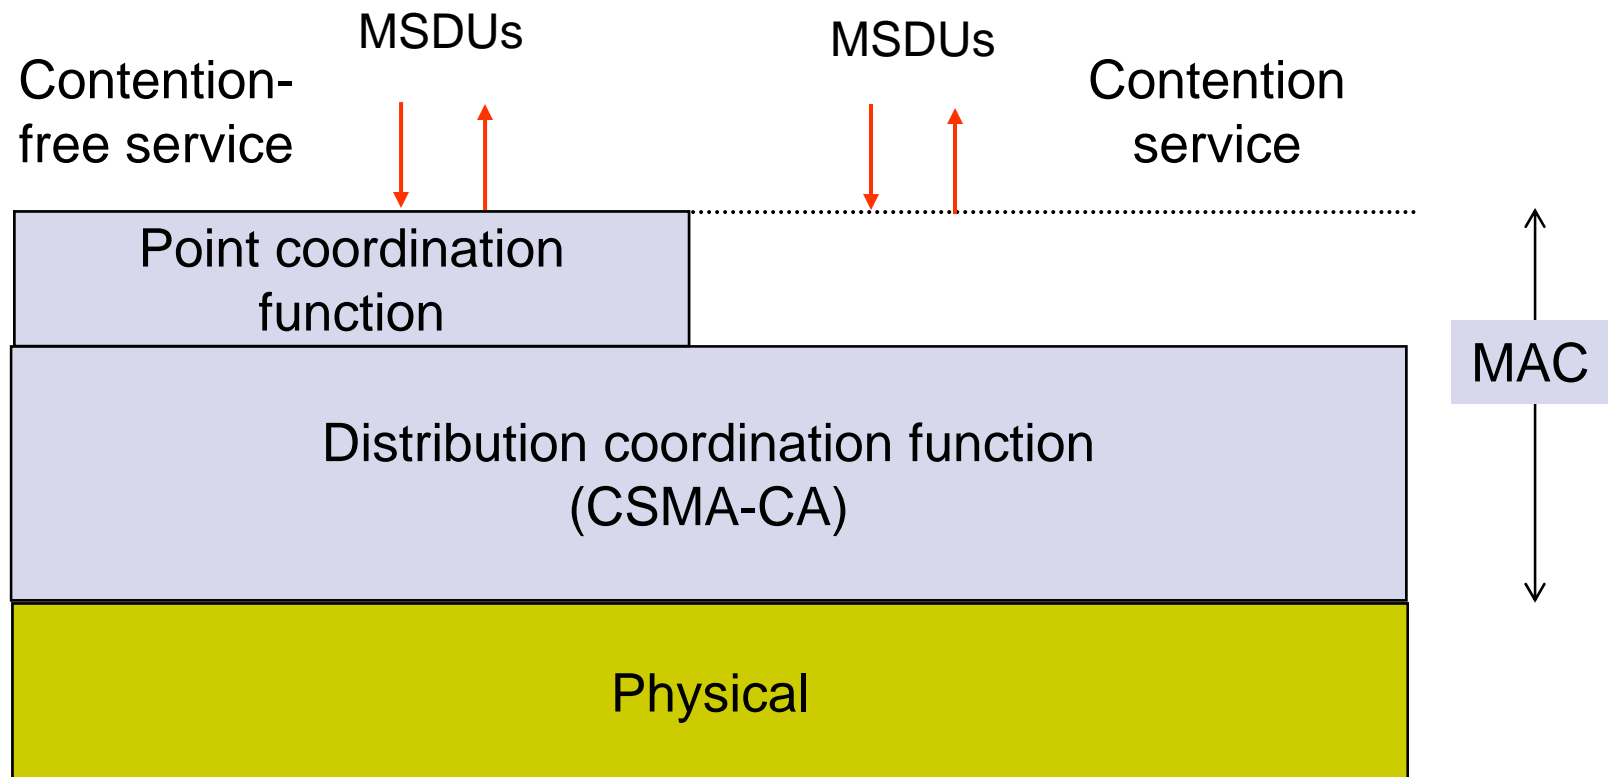 MSDUs
MSDUs
Contention-
free service
Contention
service
Point coordination
function
MAC
Distribution coordination function
(CSMA-CA)
Physical